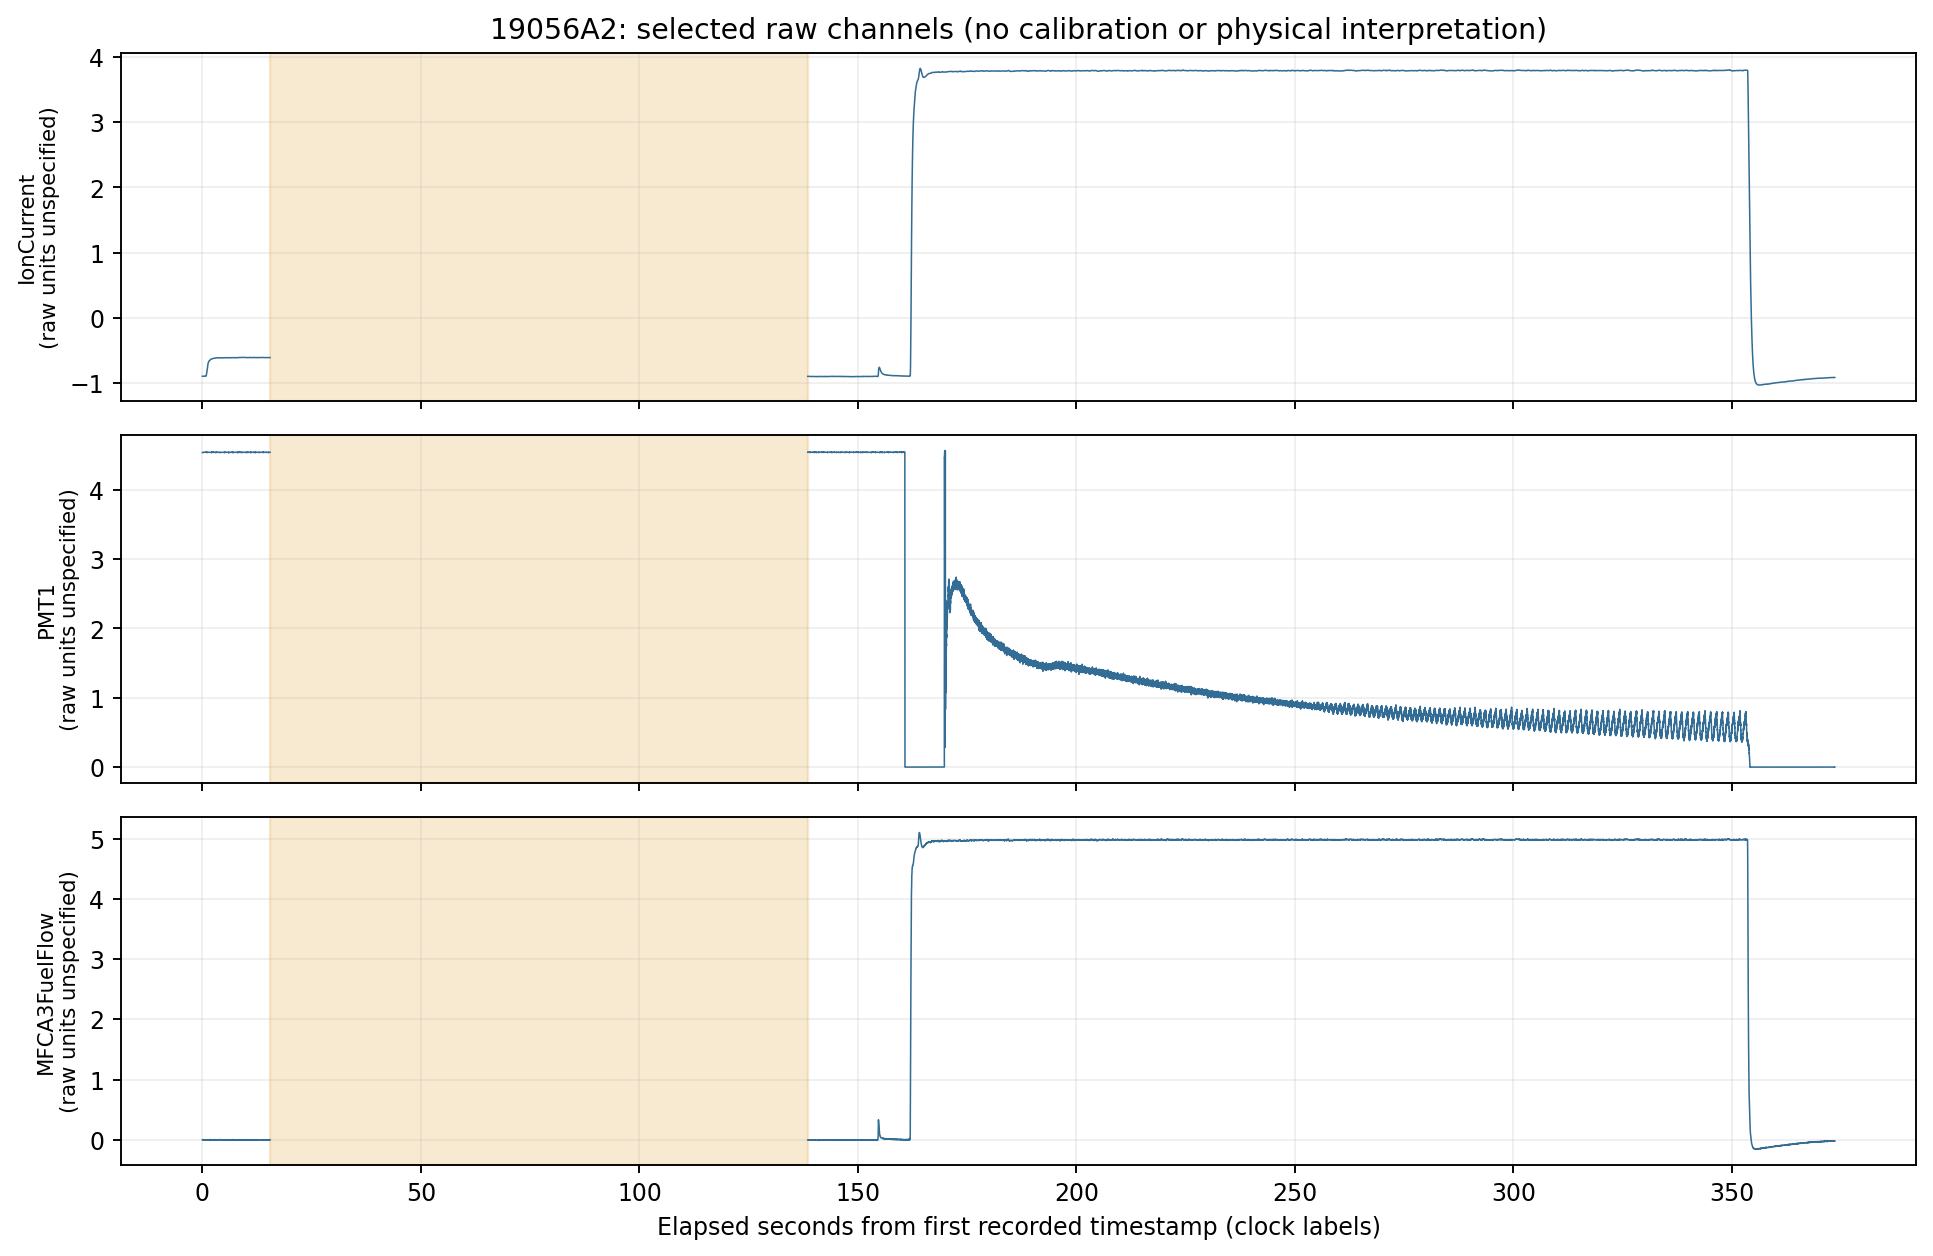 19056A2: selected raw channels (no calibration or physical interpretation)
IonCurrent
(raw units unspecified)
4
3
2
1
0
−1
PMT1
(raw units unspecified)
4
3
2
1
0
MFCA3FuelFlow
(raw units unspecified)
5
4
3
2
1
0
0 50 100 150 200 250 300 350
Elapsed seconds from first recorded timestamp (clock labels)